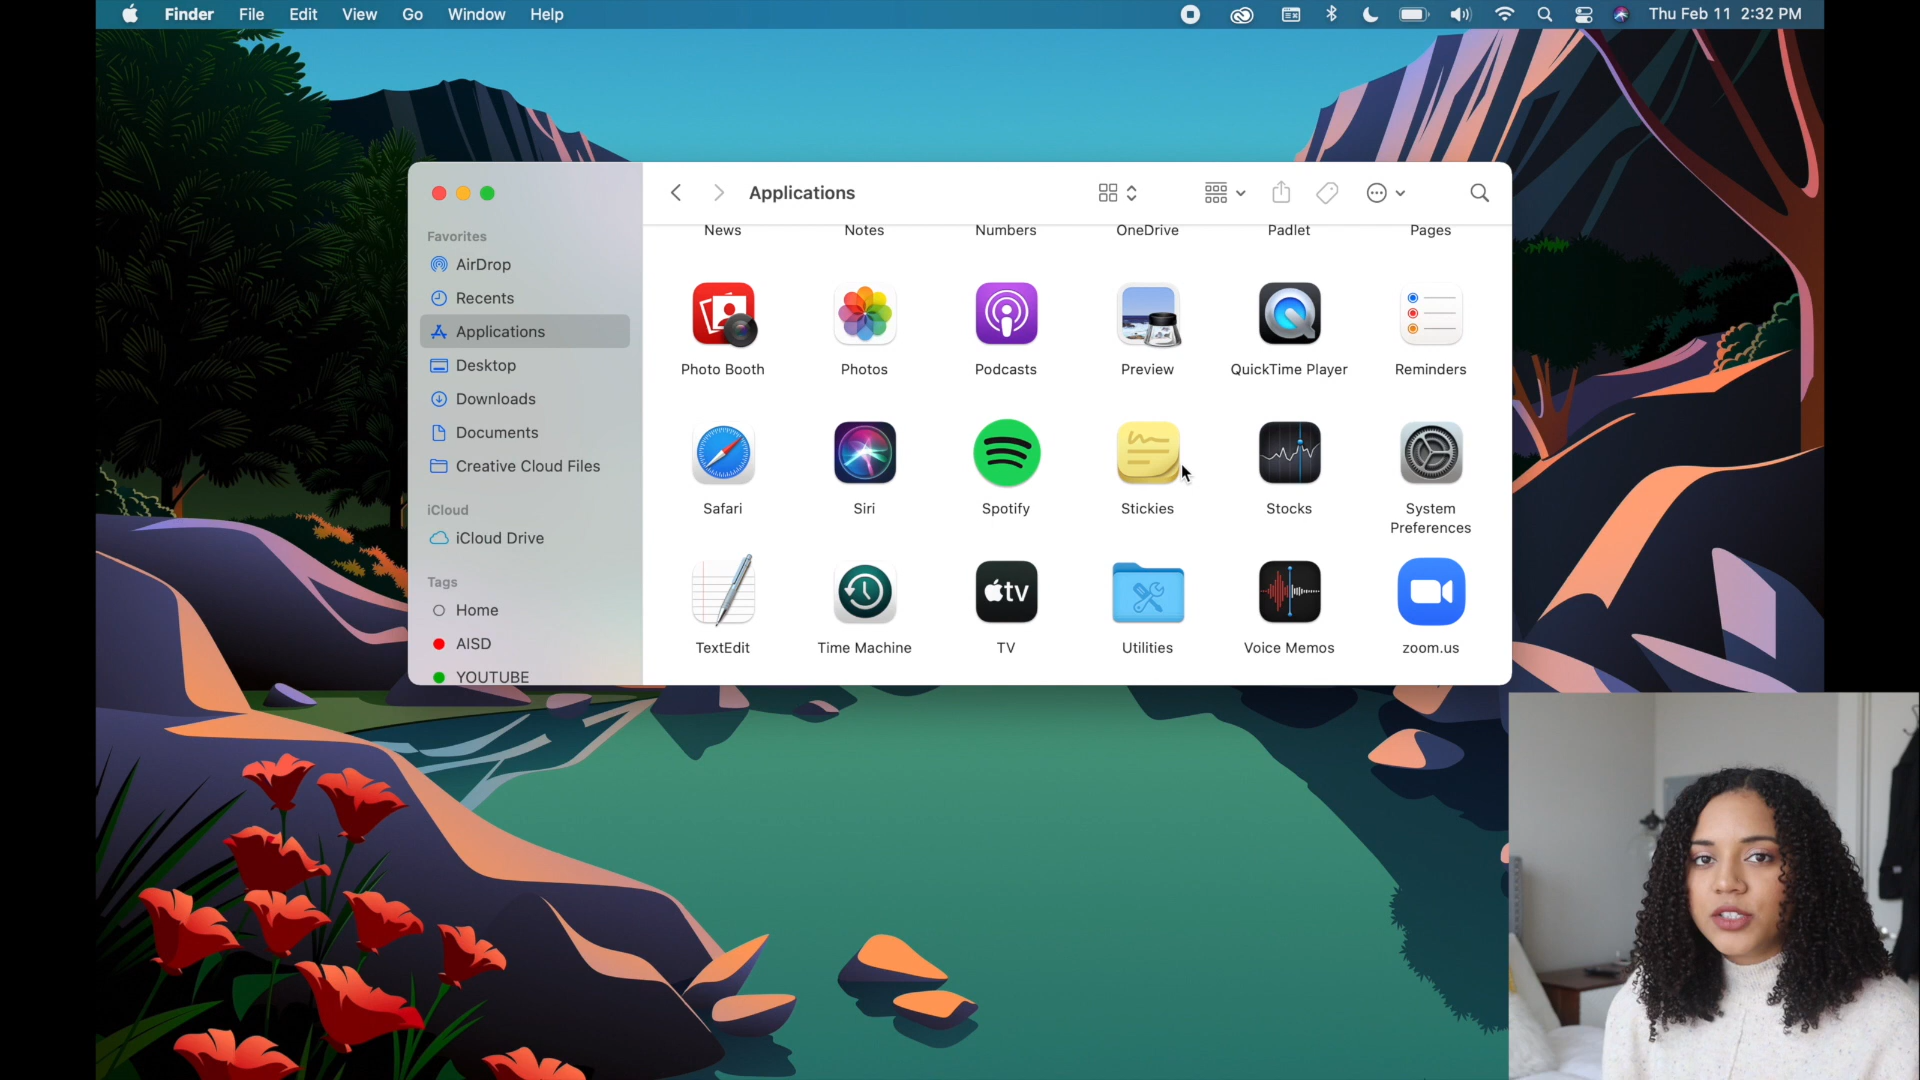 Finder File Edit View Go Window Help Thu Feb 11 2:32 PM
Applications
Favorites
AirDrop
Recents
Applications
Desktop
Downloads
Documents
Creative Cloud Files
iCloud
iCloud Drive
Tags
Home
AISD
YOUTUBE
News Notes Numbers OneDrive Padlet Pages
Photo Booth Photos Podcasts Preview QuickTime Player Reminders
Safari Siri Spotify Stickies Stocks System
Preferences
tv
TextEdit Time Machine TV Utilities Voice Memos zoom.us